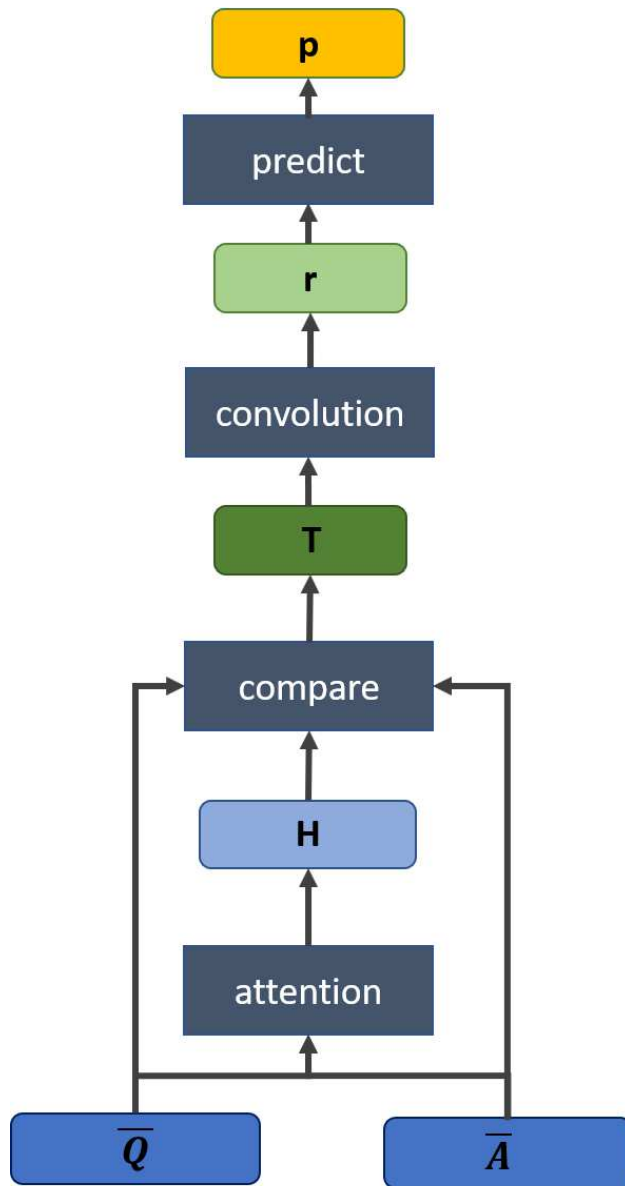 p
predict
r
convolution
T
compare
H
attention
Q̅
A̅